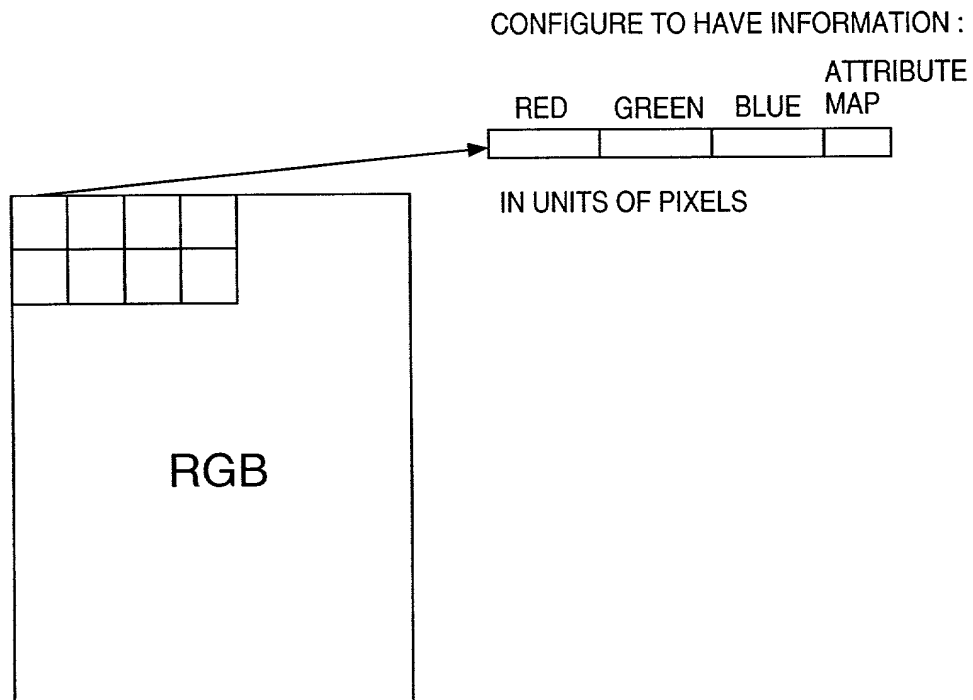 CONFIGURE TO HAVE INFORMATION :
RED GREEN BLUE ATTRIBUTE MAP
IN UNITS OF PIXELS
RGB